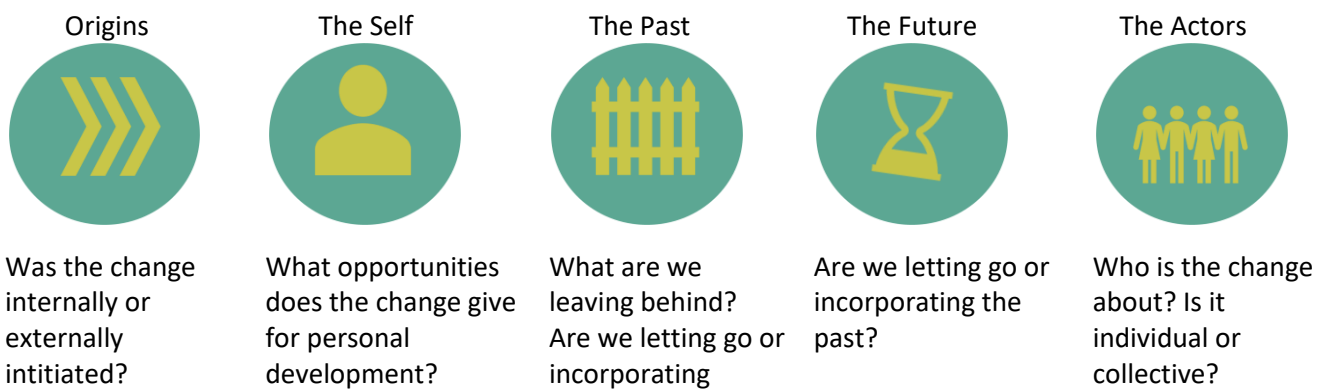 Origins
Was the change
internally or
externally
intitiated?
The Self
What opportunities
does the change give
for personal
development?
The Past
What are we
leaving behind?
Are we letting go or
incorporating
The Future
Are we letting go or
incorporating the
past?
The Actors
Who is the change
about? Is it
individual or
collective?